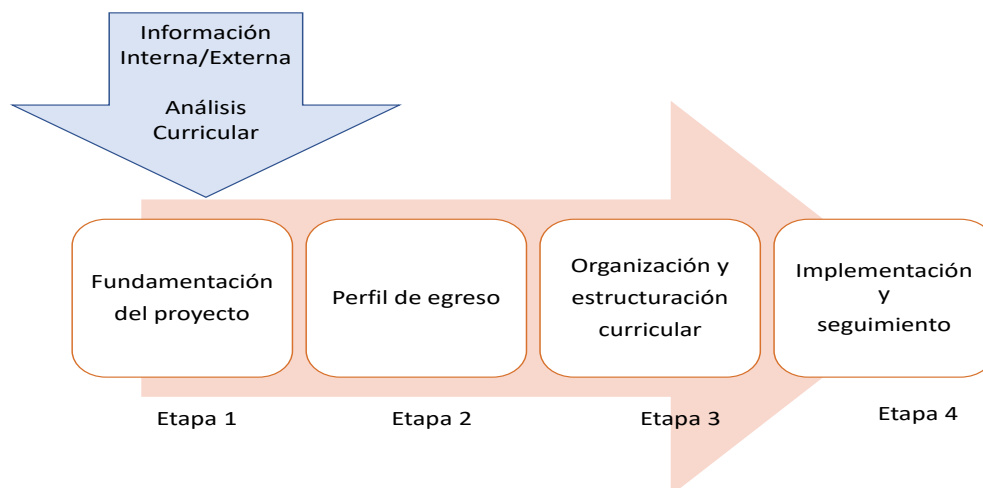 Información
Interna/Externa
Análisis
Curricular
Fundamentación
del proyecto
Perfil de egreso
Organización y
estructuración
curricular
Implementación
y
seguimiento
Etapa 1
Etapa 2
Etapa 3
Etapa 4